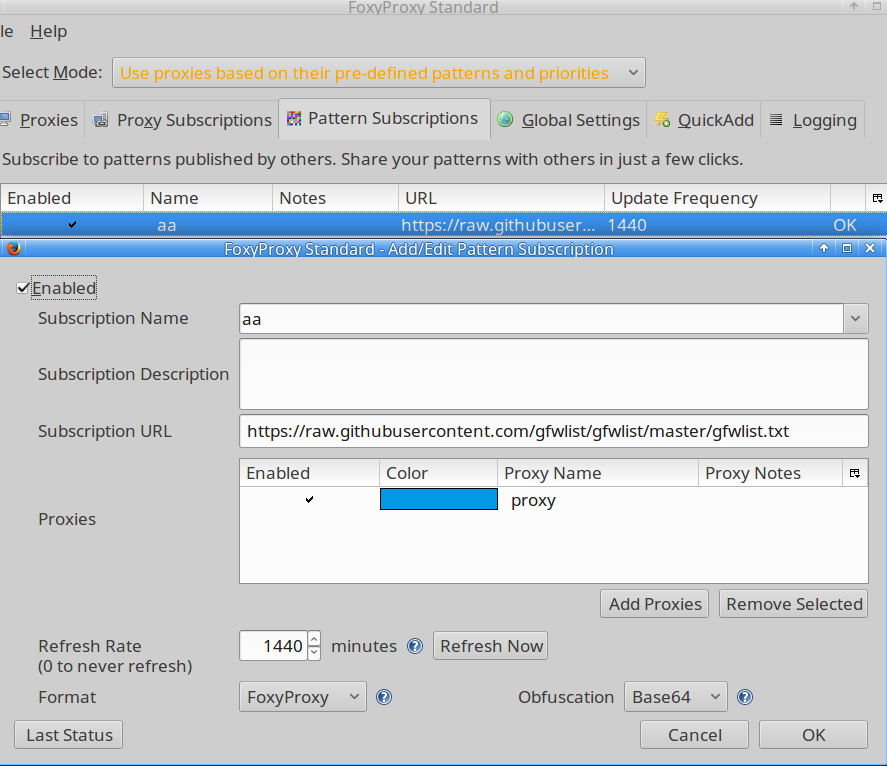 FoxyProxy Standard
le Help
Select Mode: Use proxies based on their pre-defined patterns and priorities
Proxies Proxy Subscriptions Pattern Subscriptions Global Settings QuickAdd Logging
Subscribe to patterns published by others. Share your patterns with others in just a few clicks.
Enabled Name Notes URL Update Frequency
aa https://raw.githubuser... 1440 OK
FoxyProxy Standard - Add/Edit Pattern Subscription
Enabled
Subscription Name aa
Subscription Description
Subscription URL https://raw.githubusercontent.com/gfwlist/gfwlist/master/gfwlist.txt
Enabled Color Proxy Name Proxy Notes
proxy
Proxies
Add Proxies Remove Selected
Refresh Rate 1440 minutes ? Refresh Now
(0 to never refresh)
Format FoxyProxy ? Obfuscation Base64 ?
Last Status Cancel OK